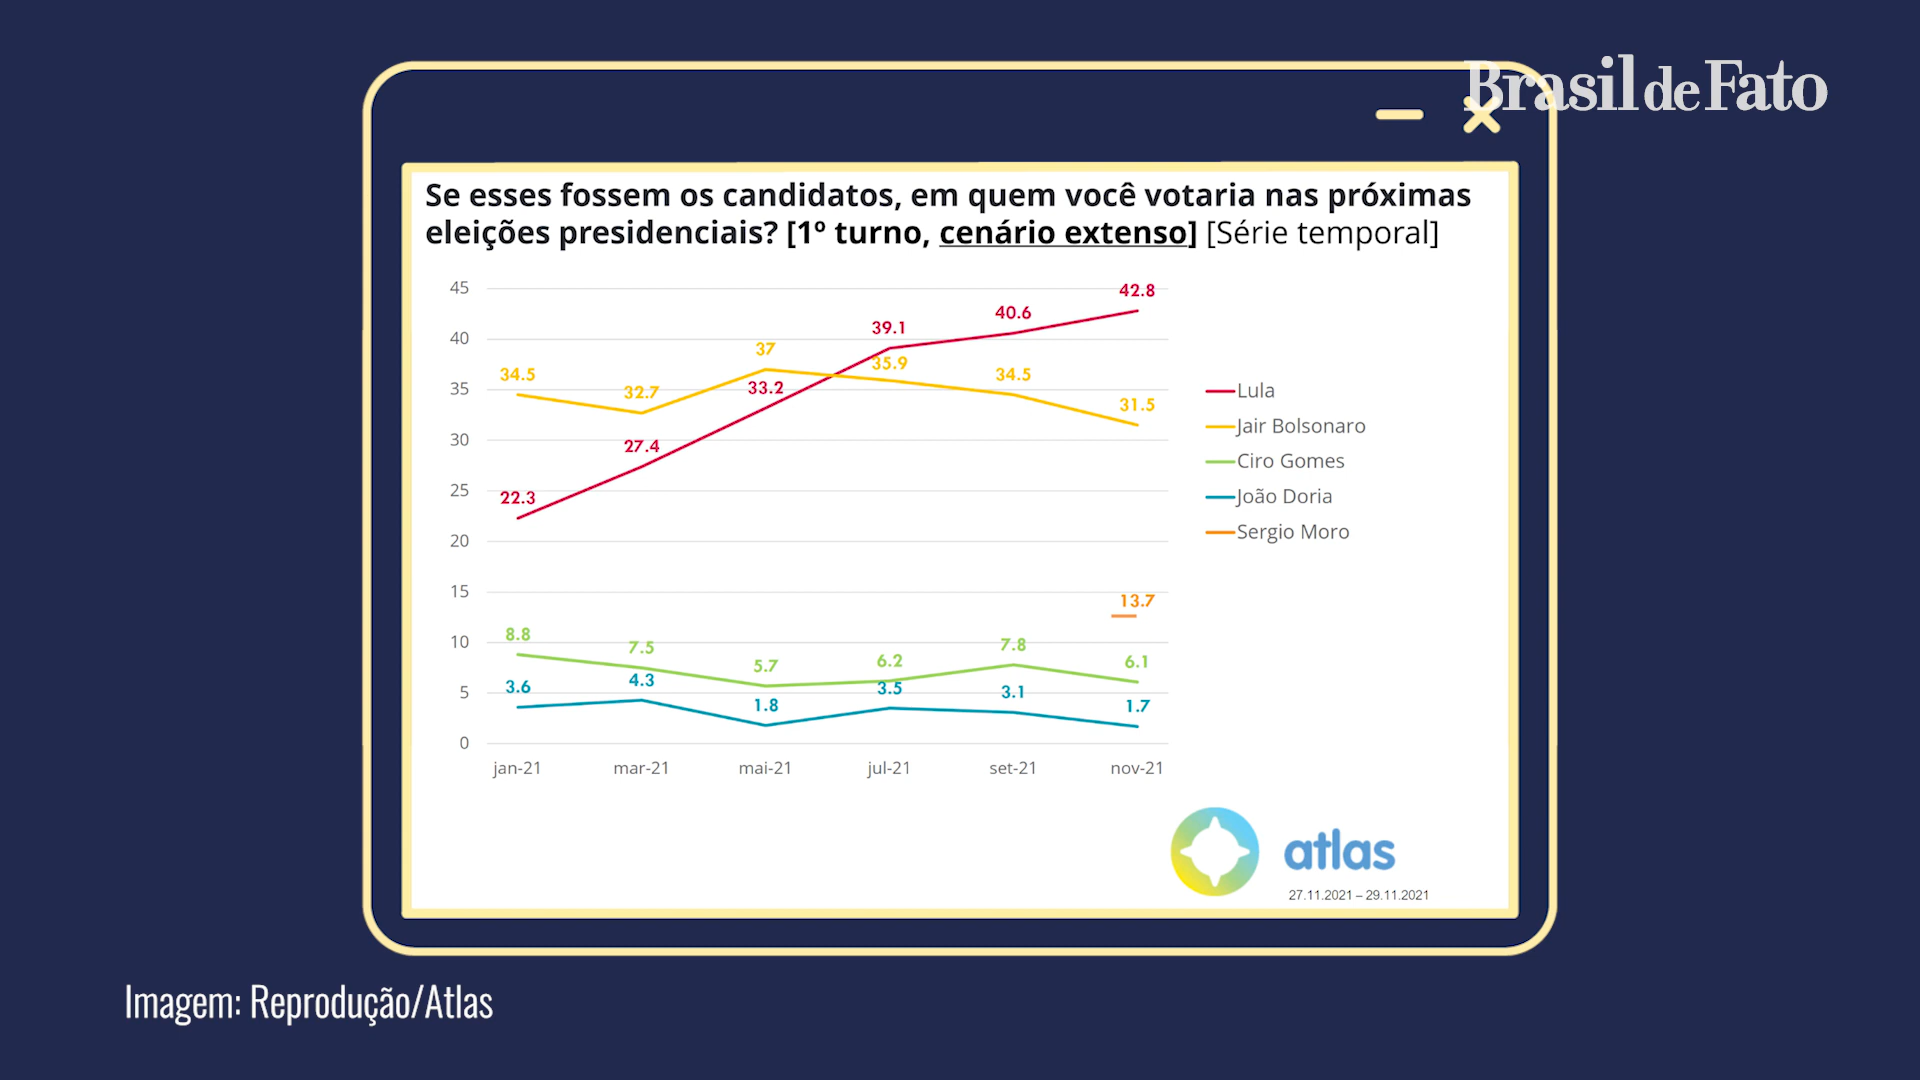 Brasil de Fato
Se esses fossem os candidatos, em quem você votaria nas próximas
eleições presidenciais? [1º turno, cenário extenso] [Série temporal]
45
40
35
30
25
20
15
10
5
0
34.5
32.7
37
35.9
34.5
31.5
22.3
27.4
33.2
39.1
40.6
42.8
13.7
8.8
7.5
5.7
6.2
7.8
6.1
3.6
4.3
1.8
3.5
3.1
1.7
jan-21
mar-21
mai-21
jul-21
set-21
nov-21
Lula
Jair Bolsonaro
Ciro Gomes
João Doria
Sergio Moro
atlas
27.11.2021 – 29.11.2021
Imagem: Reprodução/Atlas